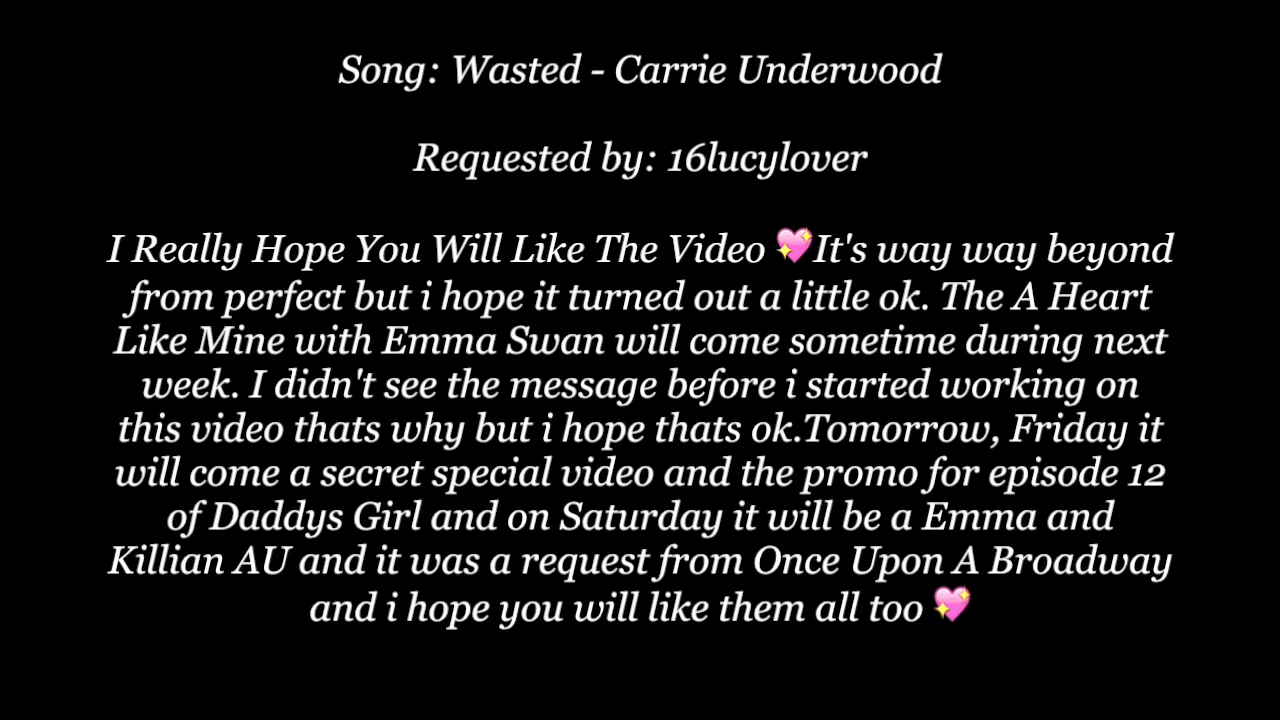 Song: Wasted - Carrie Underwood
Requested by: 16lucylover
I Really Hope You Will Like The Video 💖It's way way beyond
from perfect but i hope it turned out a little ok. The A Heart
Like Mine with Emma Swan will come sometime during next
week. I didn't see the message before i started working on
this video thats why but i hope thats ok.Tomorrow, Friday it
will come a secret special video and the promo for episode 12
of Daddys Girl and on Saturday it will be a Emma and
Killian AU and it was a request from Once Upon A Broadway
and i hope you will like them all too 💖